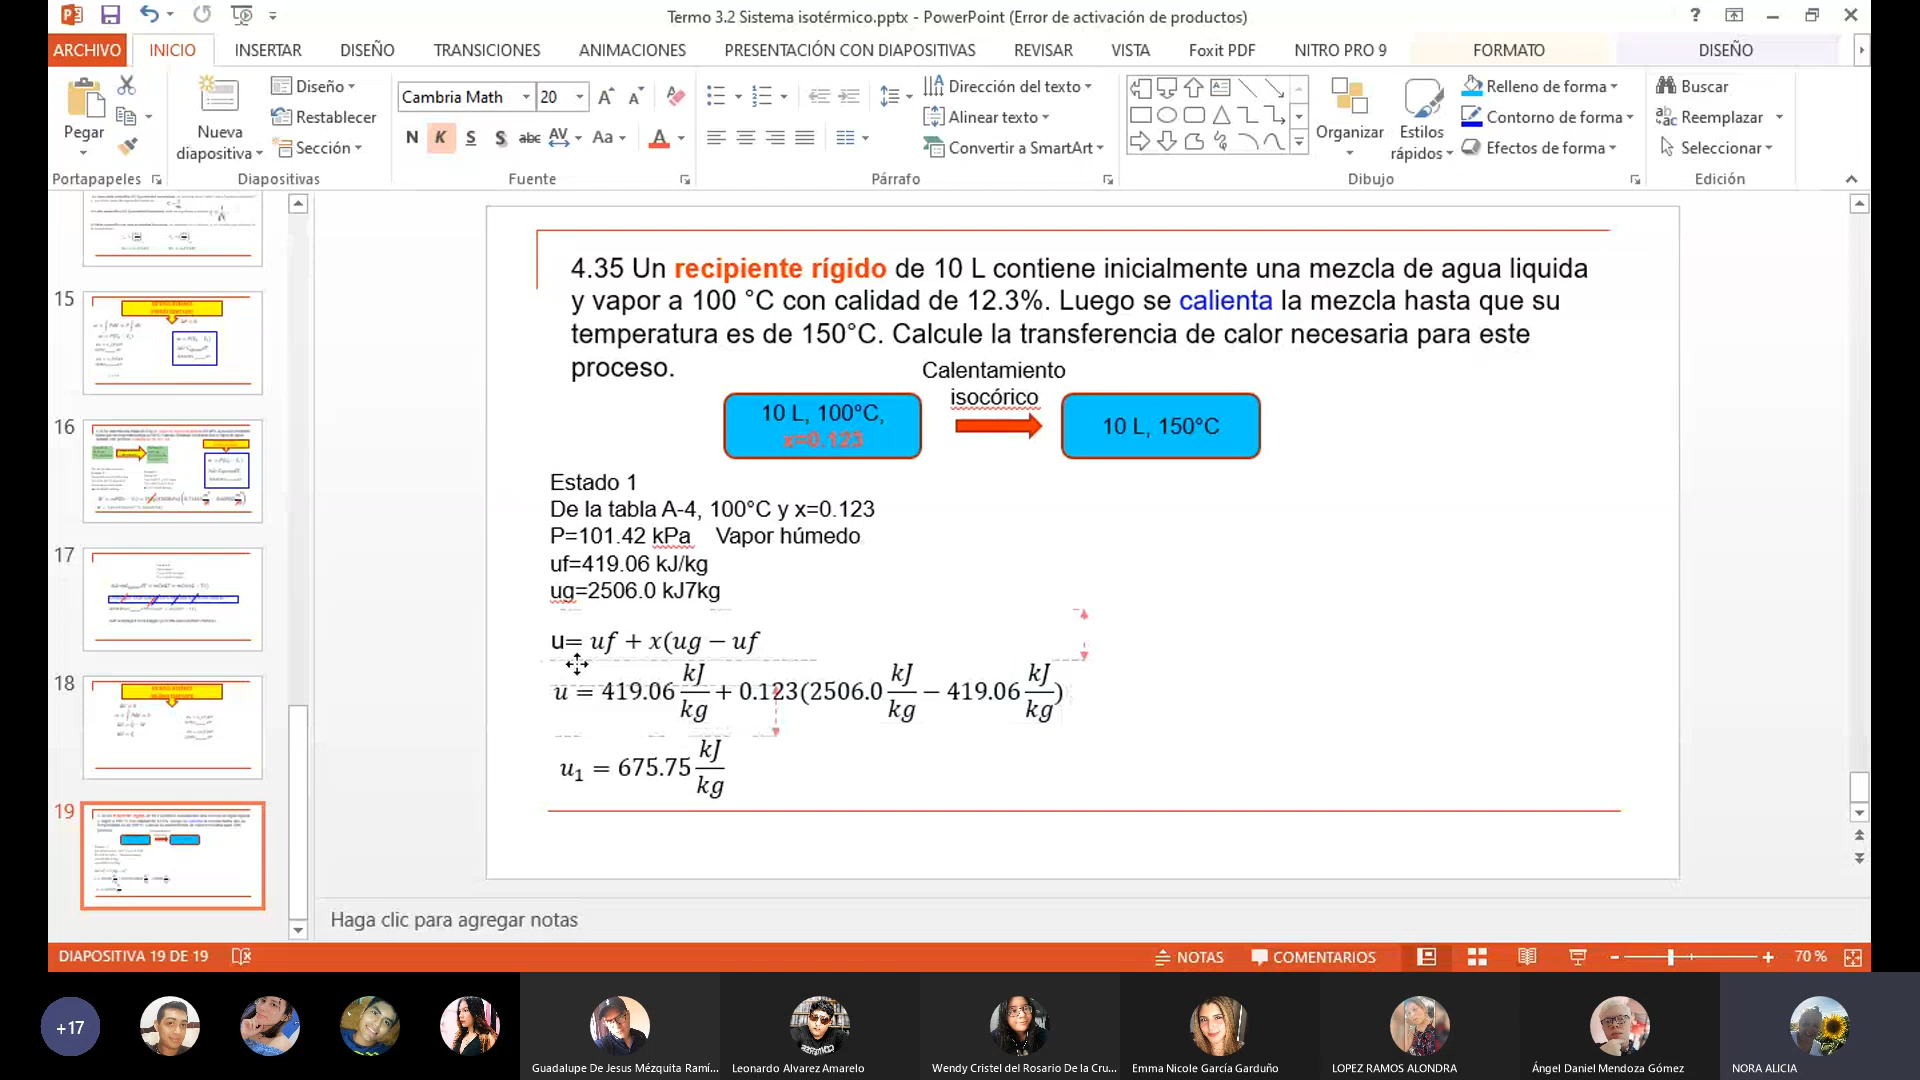 Termo 3.2 Sistema isotérmico.pptx - PowerPoint (Error de activación de productos)
ARCHIVO INICIO INSERTAR DISEÑO TRANSICIONES ANIMACIONES PRESENTACIÓN CON DIAPOSITIVAS REVISAR VISTA Foxit PDF NITRO PRO 9 FORMATO DISEÑO
Pegar
Nueva diapositiva
Diseño
Restablecer
Sección
Cambria Math 20
N K S S abc AV Aa A
Dirección del texto
Alinear texto
Convertir a SmartArt
Organizar
Estilos rápidos
Relleno de forma
Contorno de forma
Efectos de forma
Buscar
Reemplazar
Seleccionar
Portapapeles Diapositivas Fuente Párrafo Dibujo Edición
15
16
17
18
19
4.35 Un recipiente rígido de 10 L contiene inicialmente una mezcla de agua liquida
y vapor a 100 °C con calidad de 12.3%. Luego se calienta la mezcla hasta que su
temperatura es de 150°C. Calcule la transferencia de calor necesaria para este
proceso.
Calentamiento
isocórico
10 L, 100°C,
x=0.123
10 L, 150°C
Estado 1
De la tabla A-4, 100°C y x=0.123
P=101.42 kPa Vapor húmedo
uf=419.06 kJ/kg
ug=2506.0 kJ7kg
u= uf + x(ug − uf
u = 419.06 kJ/kg + 0.123(2506.0 kJ/kg − 419.06 kJ/kg)
u₁ = 675.75 kJ/kg
Haga clic para agregar notas
DIAPOSITIVA 19 DE 19 NOTAS COMENTARIOS 70 %
+17
Guadalupe De Jesus Mézquita Ramí... Leonardo Alvarez Amarelo Wendy Cristel del Rosario De la Cru... Emma Nicole García Garduño LOPEZ RAMOS ALONDRA Ángel Daniel Mendoza Gómez NORA ALICIA